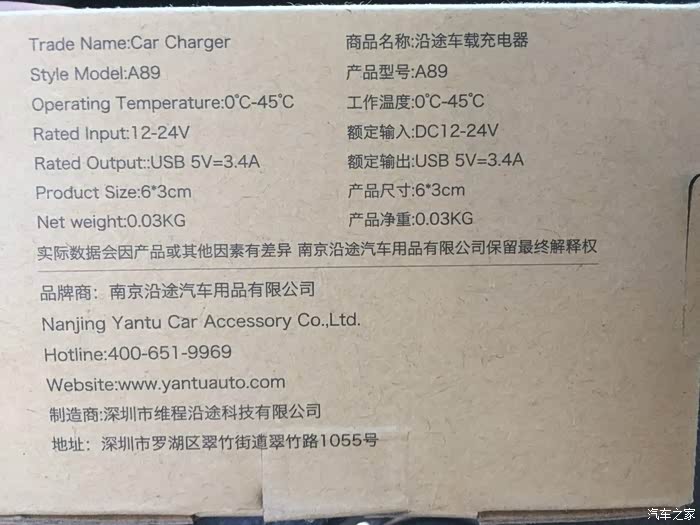 Trade Name:Car Charger 商品名称:沿途车载充电器
Style Model:A89 产品型号:A89
Operating Temperature:0℃-45℃ 工作温度:0℃-45℃
Rated Input:12-24V 额定输入:DC12-24V
Rated Output::USB 5V=3.4A 额定输出:USB 5V=3.4A
Product Size:6*3cm 产品尺寸:6*3cm
Net weight:0.03KG 产品净重:0.03KG
实际数据会因产品或其他因素有差异 南京沿途汽车用品有限公司保留最终解释权
品牌商：南京沿途汽车用品有限公司
Nanjing Yantu Car Accessory Co.,Ltd.
Hotline:400-651-9969
Website:www.yantuauto.com
制造商:深圳市维程沿途科技有限公司
地址：深圳市罗湖区翠竹街道翠竹路1055号
汽车之家